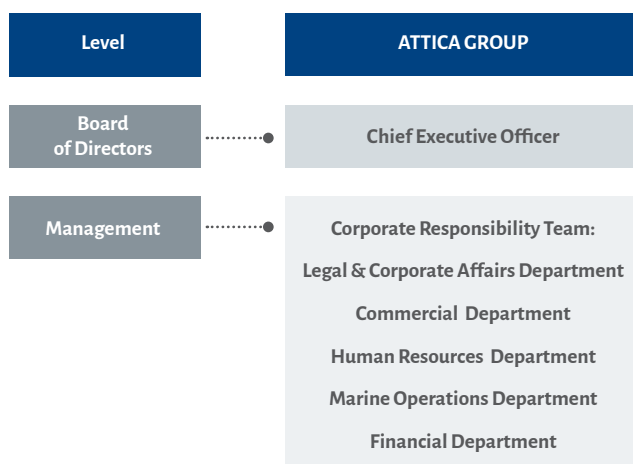 Level
ATTICA GROUP
Board
of Directors
Chief Executive Officer
Management
Corporate Responsibility Team:
Legal & Corporate Affairs Department
Commercial Department
Human Resources Department
Marine Operations Department
Financial Department